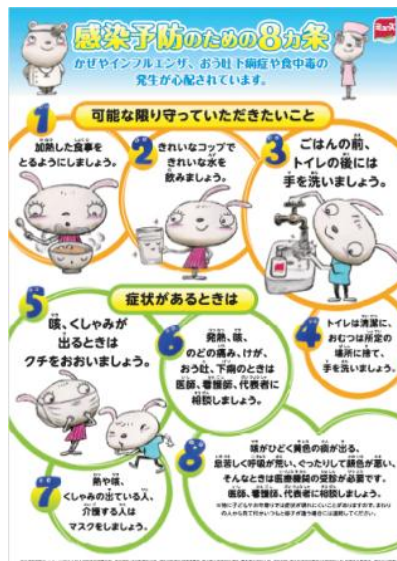 感染予防のための8カ条
ミューズ
かぜやインフルエンザ、おう吐下痢症や食中毒の
発生が心配されています。
可能な限り守っていただきたいこと
1
加熱した食事を
とるようにしましょう。
2
きれいなコップで
きれいな水を
飲みましょう。
3
ごはんの前、
トイレの後には
手を洗いましょう。
4
トイレは清潔に、
おむつは所定の
場所に捨て、
手を洗いましょう。
症状があるときは
5
咳、くしゃみが
出るときは
クチをおおいましょう。
6
発熱、咳、
のどの痛み、けが、
おう吐、下痢のときは
医師、看護師、代表者に
相談しましょう。
7
熱や咳、
くしゃみの出ている人、
介護する人は
マスクをしましょう。
8
咳がひどく黄色の痰が出る、
息苦しく呼吸が荒い、ぐったりして顔色が悪い、
そんなときは医療機関の受診が必要です。
医師、看護師、代表者に相談しましょう。